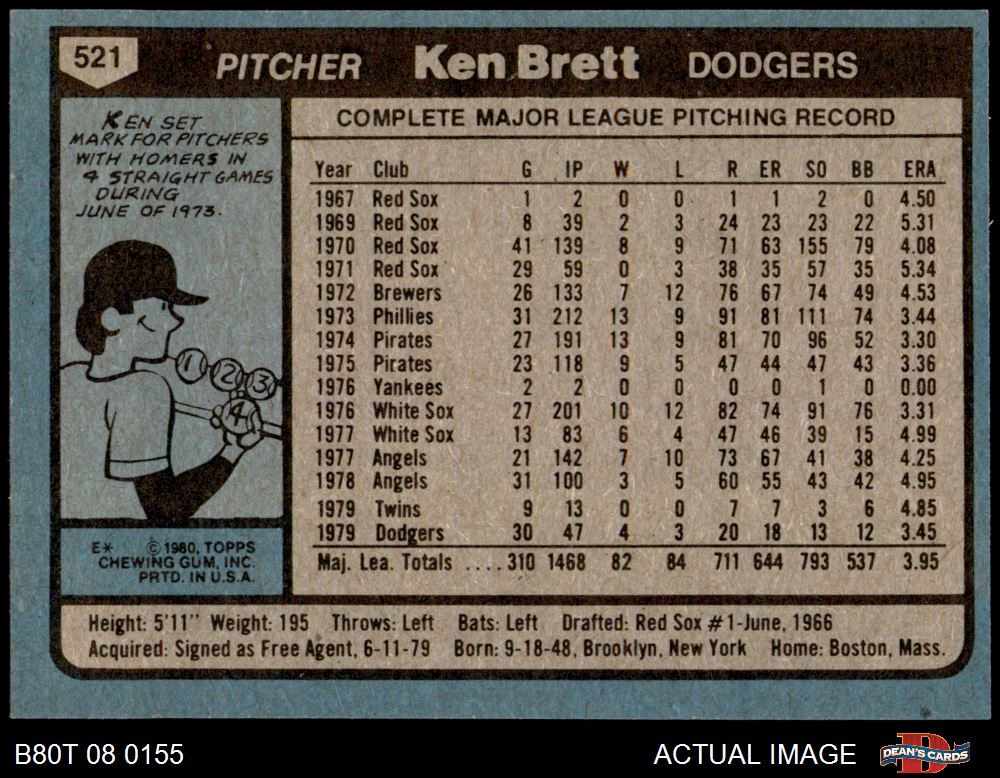 521 PITCHER Ken Brett DODGERS
KEN SET
MARK FOR PITCHERS
WITH HOMERS IN
4 STRAIGHT GAMES
DURING
JUNE OF 1973.
1 2 3
4
E* © 1980, TOPPS
CHEWING GUM, INC.
PRTD. IN U.S.A.
COMPLETE MAJOR LEAGUE PITCHING RECORD
Year Club G IP W L R ER SO BB ERA
1967 Red Sox 1 2 0 0 1 1 2 0 4.50
1969 Red Sox 8 39 2 3 24 23 23 22 5.31
1970 Red Sox 41 139 8 9 71 63 155 79 4.08
1971 Red Sox 29 59 0 3 38 35 57 35 5.34
1972 Brewers 26 133 7 12 76 67 74 49 4.53
1973 Phillies 31 212 13 9 91 81 111 74 3.44
1974 Pirates 27 191 13 9 81 70 96 52 3.30
1975 Pirates 23 118 9 5 47 44 47 43 3.36
1976 Yankees 2 2 0 0 0 0 1 0 0.00
1976 White Sox 27 201 10 12 82 74 91 76 3.31
1977 White Sox 13 83 6 4 47 46 39 15 4.99
1977 Angels 21 142 7 10 73 67 41 38 4.25
1978 Angels 31 100 3 5 60 55 43 42 4.95
1979 Twins 9 13 0 0 7 7 3 6 4.85
1979 Dodgers 30 47 4 3 20 18 13 12 3.45
Maj. Lea. Totals ....310 1468 82 84 711 644 793 537 3.95
Height: 5'11" Weight: 195 Throws: Left Bats: Left Drafted: Red Sox #1-June, 1966
Acquired: Signed as Free Agent, 6-11-79 Born: 9-18-48, Brooklyn, New York Home: Boston, Mass.
B80T 08 0155 ACTUAL IMAGE DEAN'S CARDS